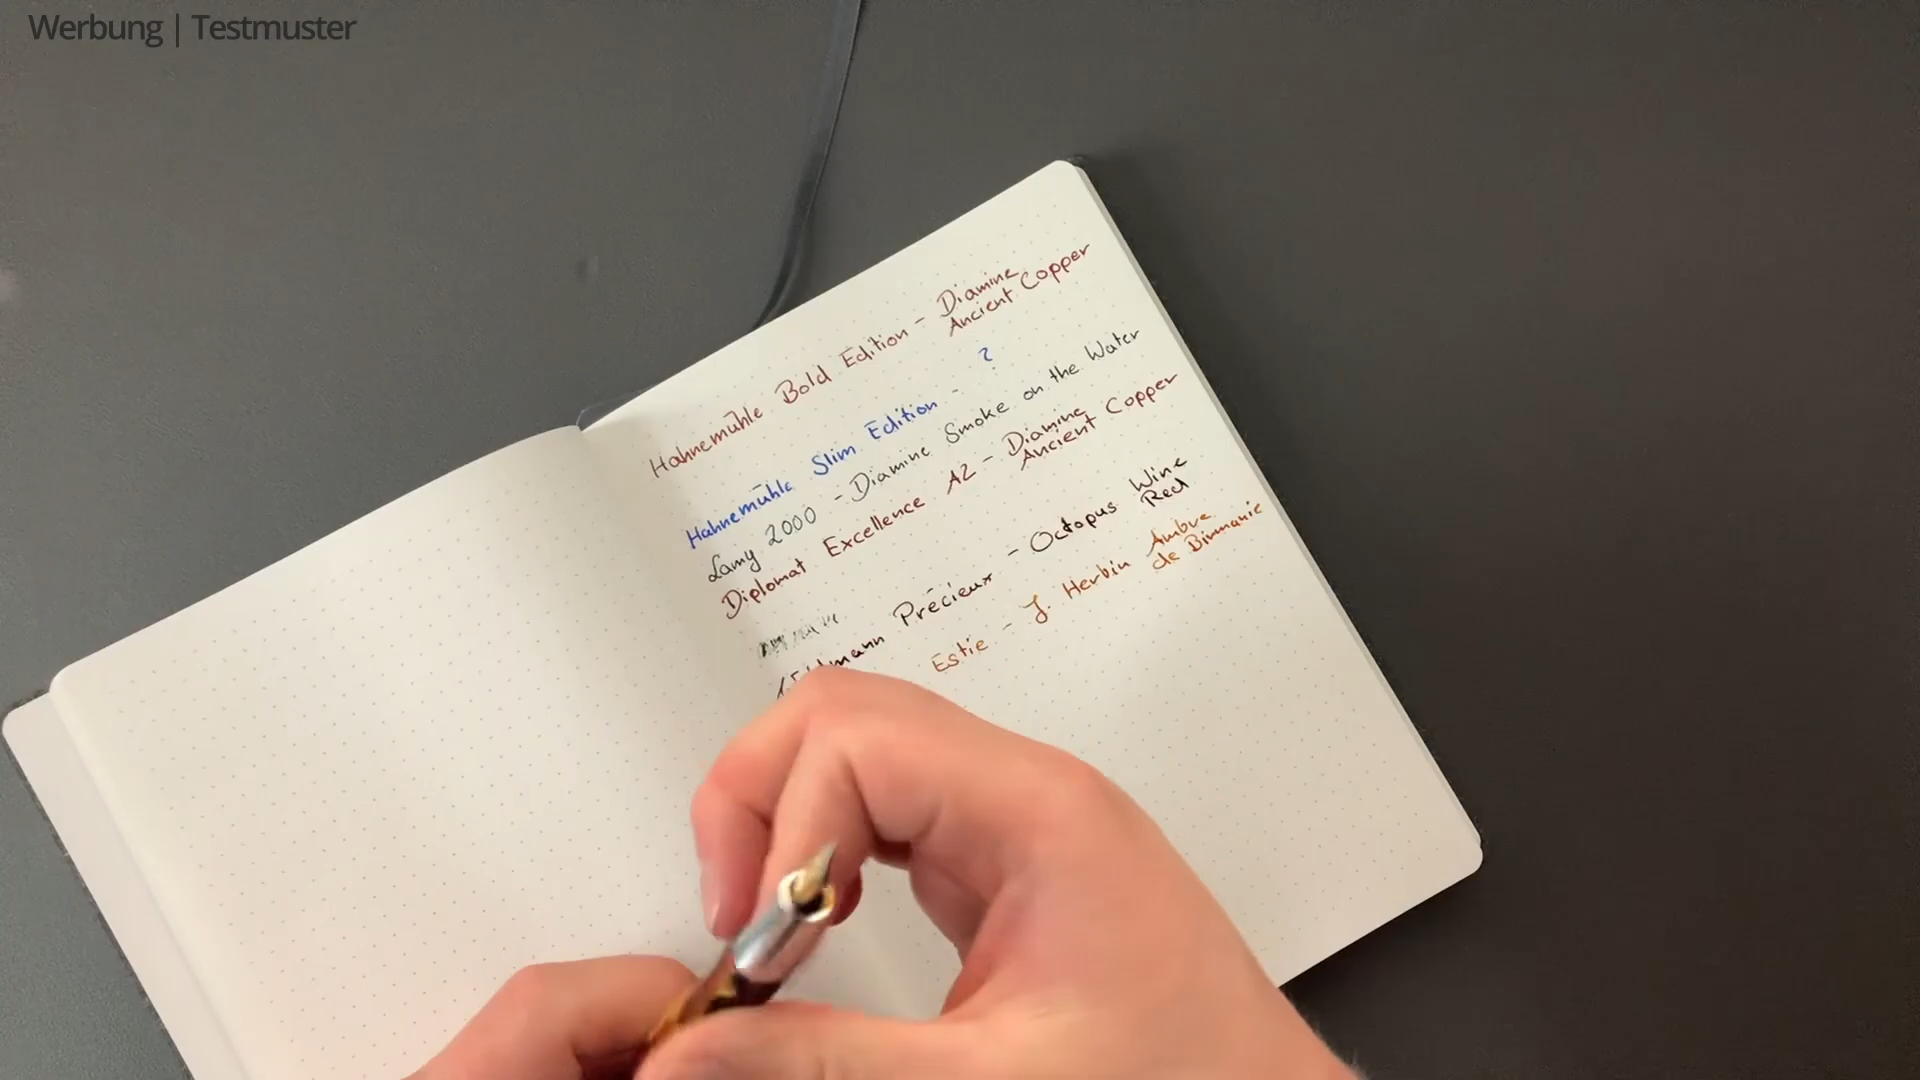 Werbung | Testmuster
Hahnemühle Bold Edition - Diamine
Ancient Copper
Hahnemühle Slim Edition - ?
Lamy 2000 - Diamine Smoke on the Water
Diplomat Excellence A2 - Diamine
Ancient Copper
Précieux - Octopus Wine
Red
Estie - J. Herbin Ambre
de Birmanie